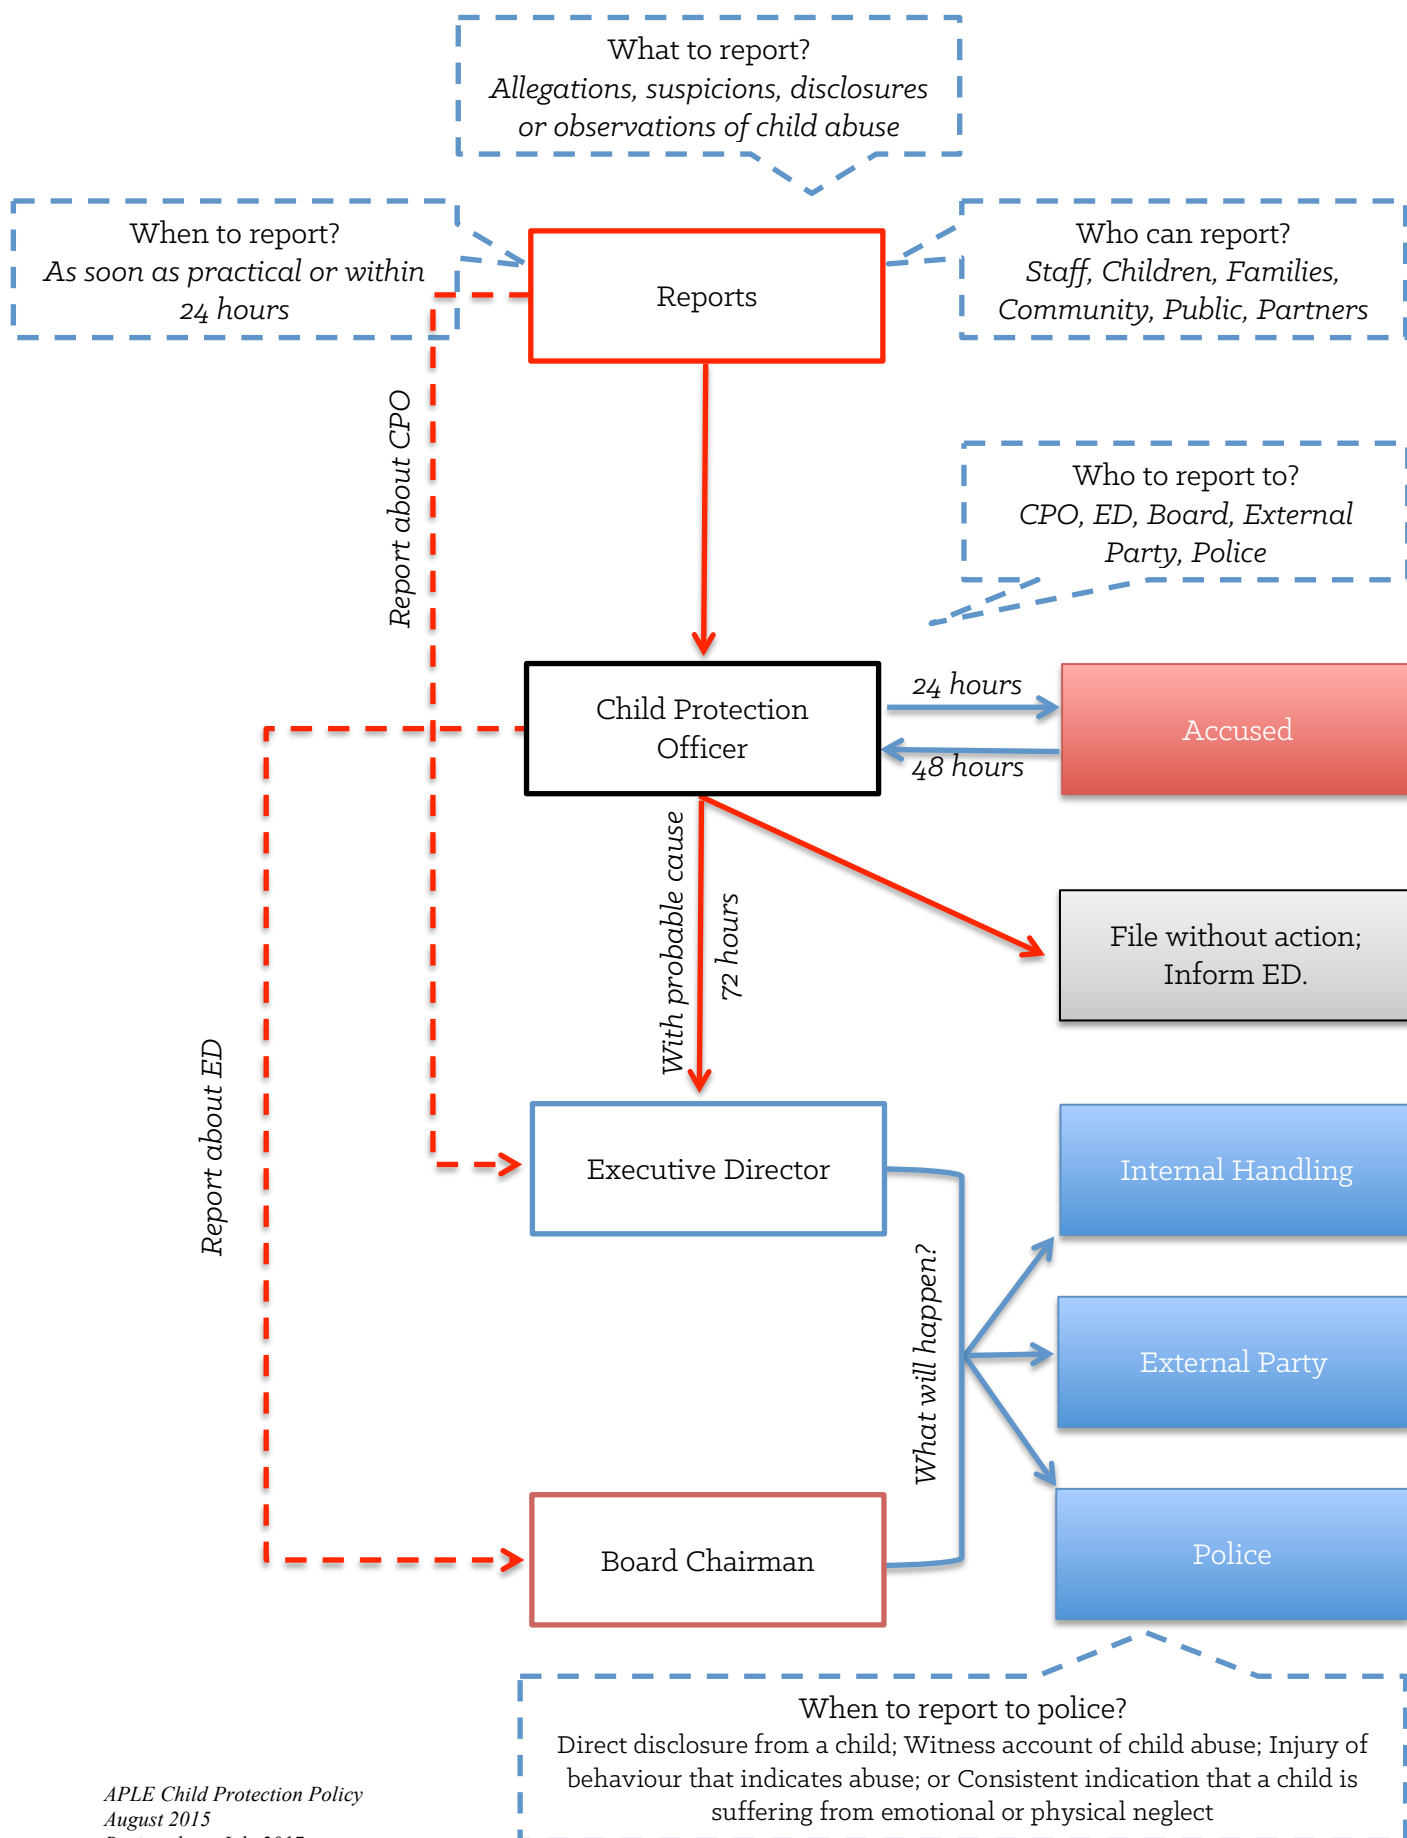 What to report?
Allegations, suspicions, disclosures
or observations of child abuse
When to report?
As soon as practical or within
24 hours
Who can report?
Staff, Children, Families,
Community, Public, Partners
Reports
Report about CPO
Who to report to?
CPO, ED, Board, External
Party, Police
Child Protection
Officer
24 hours
48 hours
Accused
With probable cause
72 hours
File without action;
Inform ED.
Report about ED
Executive Director
Internal Handling
What will happen?
External Party
Board Chairman
Police
When to report to police?
Direct disclosure from a child; Witness account of child abuse; Injury of
behaviour that indicates abuse; or Consistent indication that a child is
suffering from emotional or physical neglect
APLE Child Protection Policy
August 2015